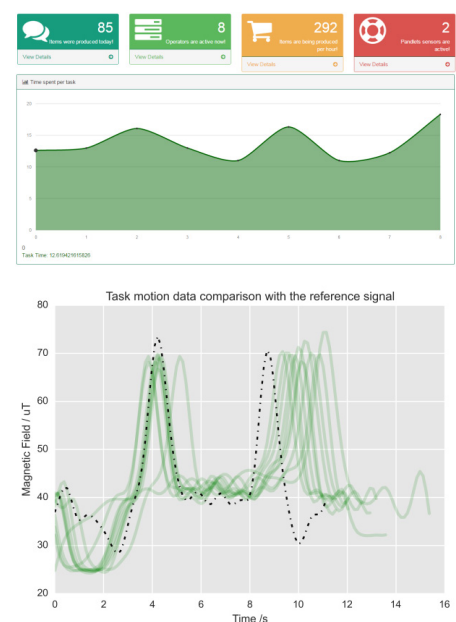 85
Items were produced today!
View Details
8
Operators are active now!
View Details
292
Items are being produced
per hour!
View Details
2
Pandlets sensors are
active!
View Details
Time spent per task
20
15
10
5
0
0 1 2 3 4 5 6 7 8
0
Task Time: 12.619421615826
Task motion data comparison with the reference signal
80
70
60
50
40
30
20
Magnetic Field / uT
0 2 4 6 8 10 12 14 16
Time /s